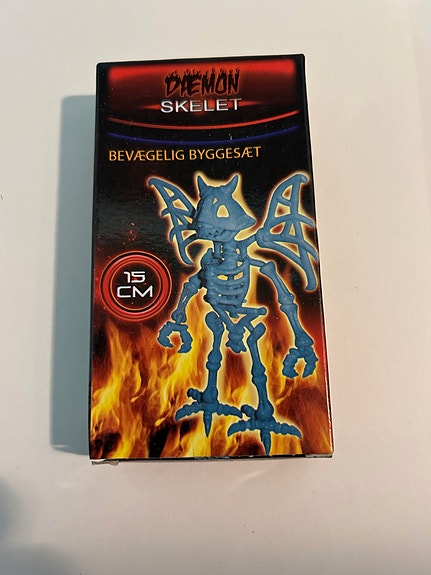 DÆMON
SKELET
BEVÆGELIG BYGGESÆT
15
CM